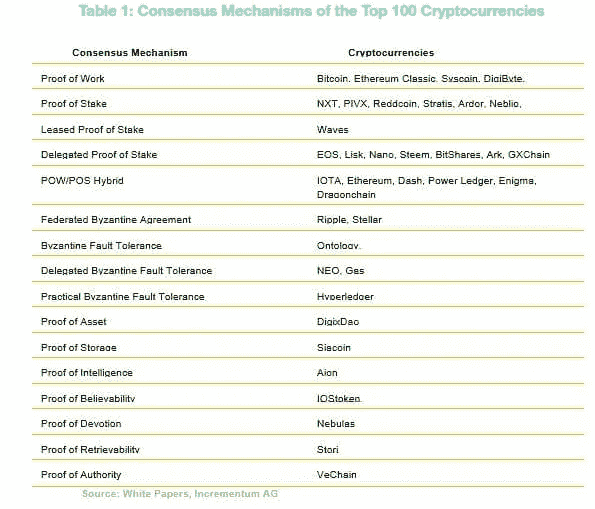 Table 1: Consensus Mechanisms of the Top 100 Cryptocurrencies
Consensus Mechanism Cryptocurrencies
Proof of Work Bitcoin, Ethereum Classic, Syscoin, DigiByte,
Proof of Stake NXT, PIVX, Reddcoin, Stratis, Ardor, Neblio,
Leased Proof of Stake Waves
Delegated Proof of Stake EOS, Lisk, Nano, Steem, BitShares, Ark, GXChain
POW/POS Hybrid IOTA, Ethereum, Dash, Power Ledger, Enigma,
Dragonchain
Federated Byzantine Agreement Ripple, Stellar
Byzantine Fault Tolerance Ontology,
Delegated Byzantine Fault Tolerance NEO, Gas
Practical Byzantine Fault Tolerance Hyperledger
Proof of Asset DigixDao
Proof of Storage Siacoin
Proof of Intelligence Aion
Proof of Believability IOStoken
Proof of Devotion Nebulas
Proof of Retrievability Storj
Proof of Authority VeChain
Source: White Papers, Incrementum AG